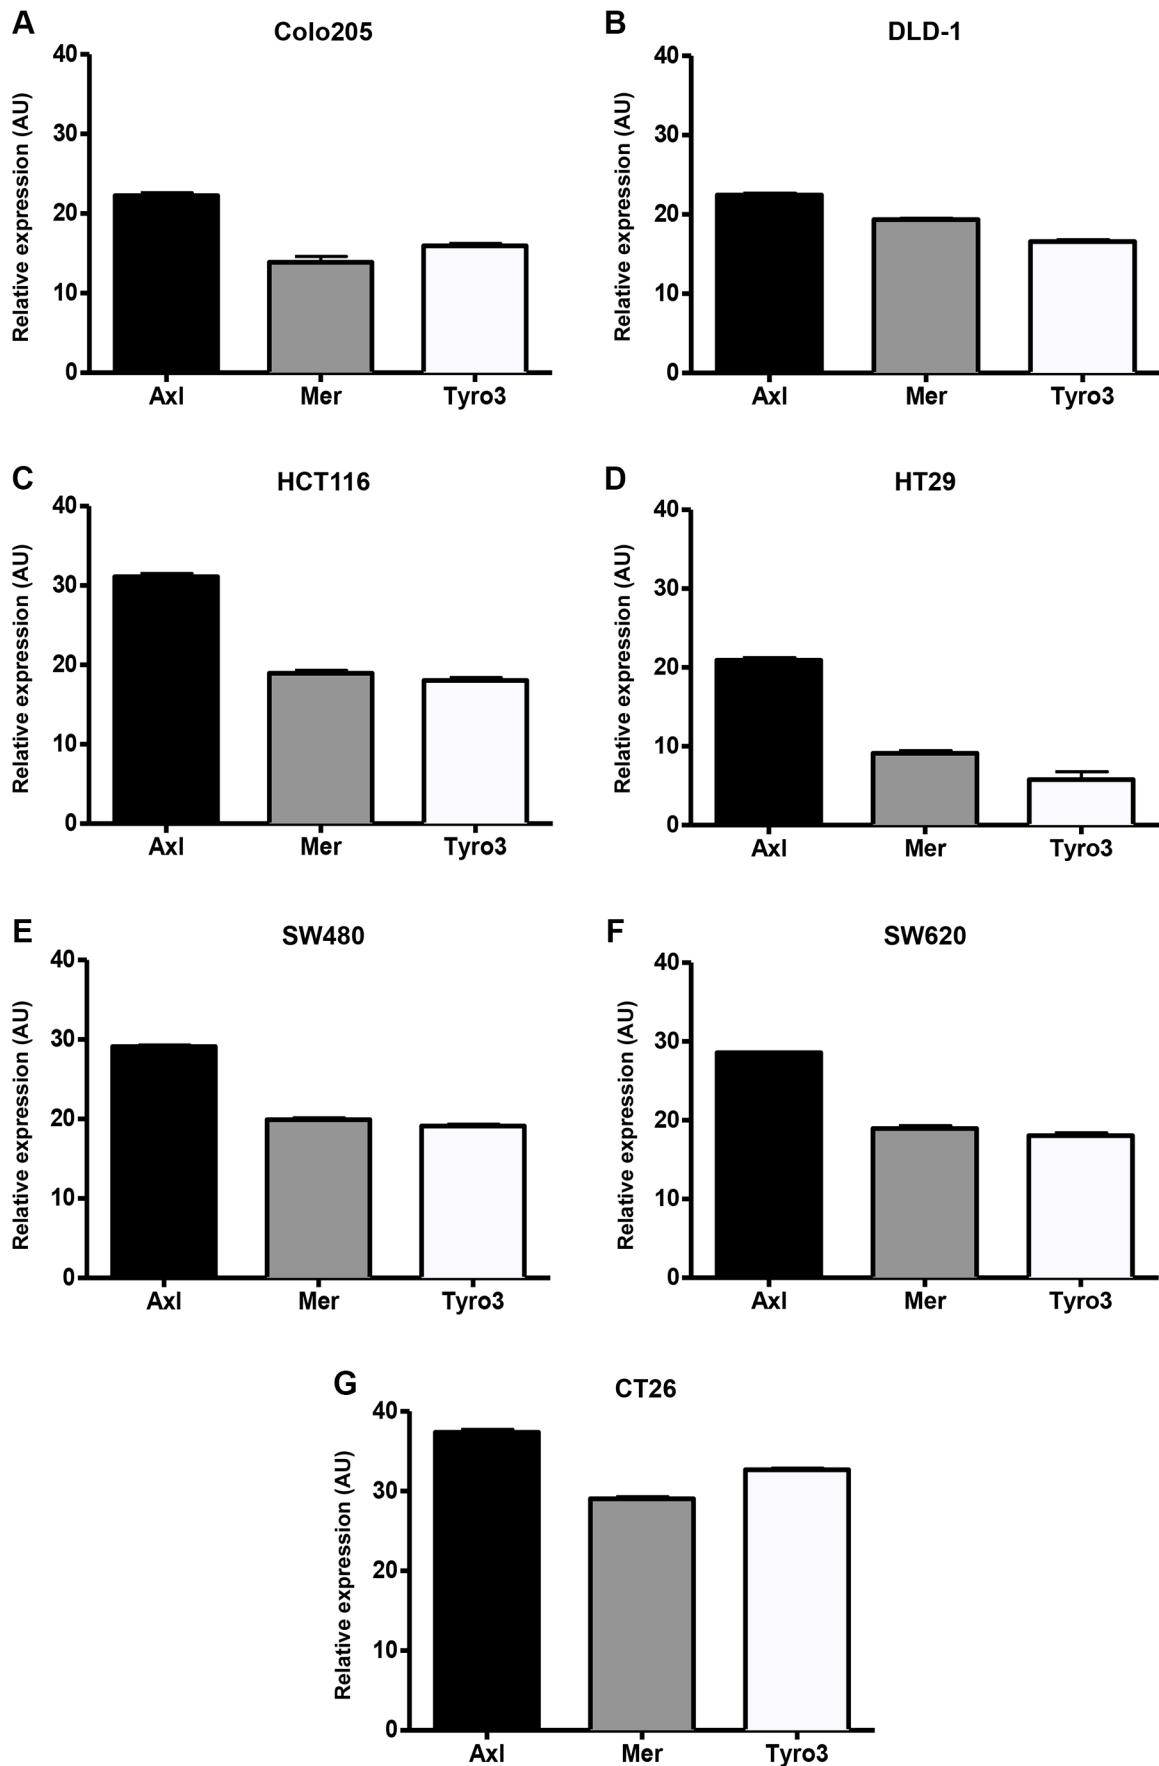 A
Colo205
Relative expression (AU)
40
30
20
10
0
Axl Mer Tyro3
B
DLD-1
Relative expression (AU)
40
30
20
10
0
Axl Mer Tyro3
C
HCT116
Relative expression (AU)
40
30
20
10
0
Axl Mer Tyro3
D
HT29
Relative expression (AU)
40
30
20
10
0
Axl Mer Tyro3
E
SW480
Relative expression (AU)
40
30
20
10
0
Axl Mer Tyro3
F
SW620
Relative expression (AU)
40
30
20
10
0
Axl Mer Tyro3
G
CT26
Relative expression (AU)
40
30
20
10
0
Axl Mer Tyro3